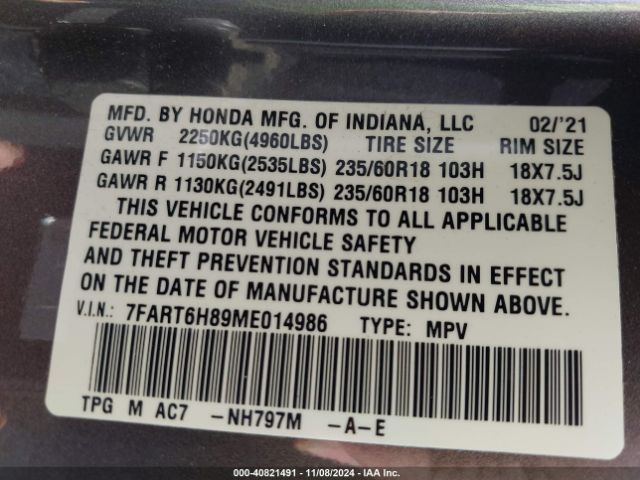 MFD. BY HONDA MFG. OF INDIANA, LLC 02/'21
GVWR 2250KG(4960LBS) TIRE SIZE RIM SIZE
GAWR F 1150KG(2535LBS) 235/60R18 103H 18X7.5J
GAWR R 1130KG(2491LBS) 235/60R18 103H 18X7.5J
THIS VEHICLE CONFORMS TO ALL APPLICABLE
FEDERAL MOTOR VEHICLE SAFETY
AND THEFT PREVENTION STANDARDS IN EFFECT
ON THE DATE OF MANUFACTURE SHOWN ABOVE.
V.I.N.: 7FART6H89ME014986 TYPE: MPV
TPG M AC7 -NH797M -A-E
000-40821491 - 11/08/2024 - IAA Inc.